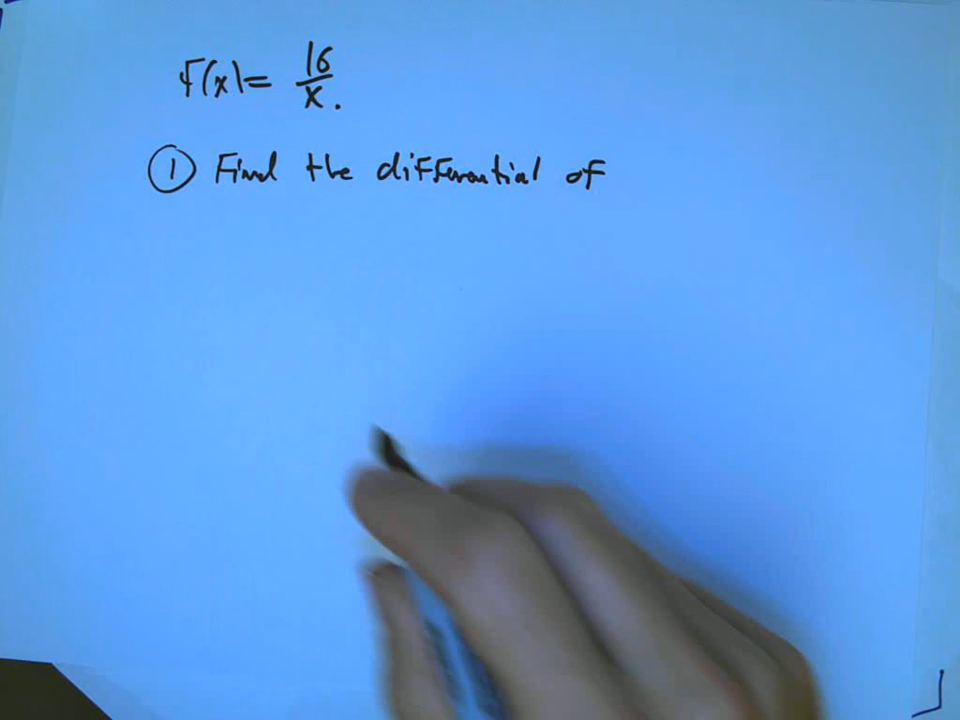 f(x) = 16/x.
① Find the differential of